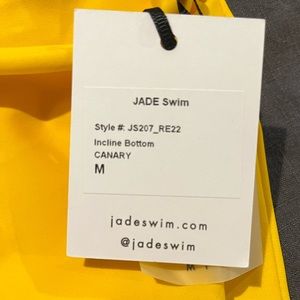 JADE Swim
Style #: JS207_RE22
Incline Bottom
CANARY
M
jadeswim.com
@jadeswim
M